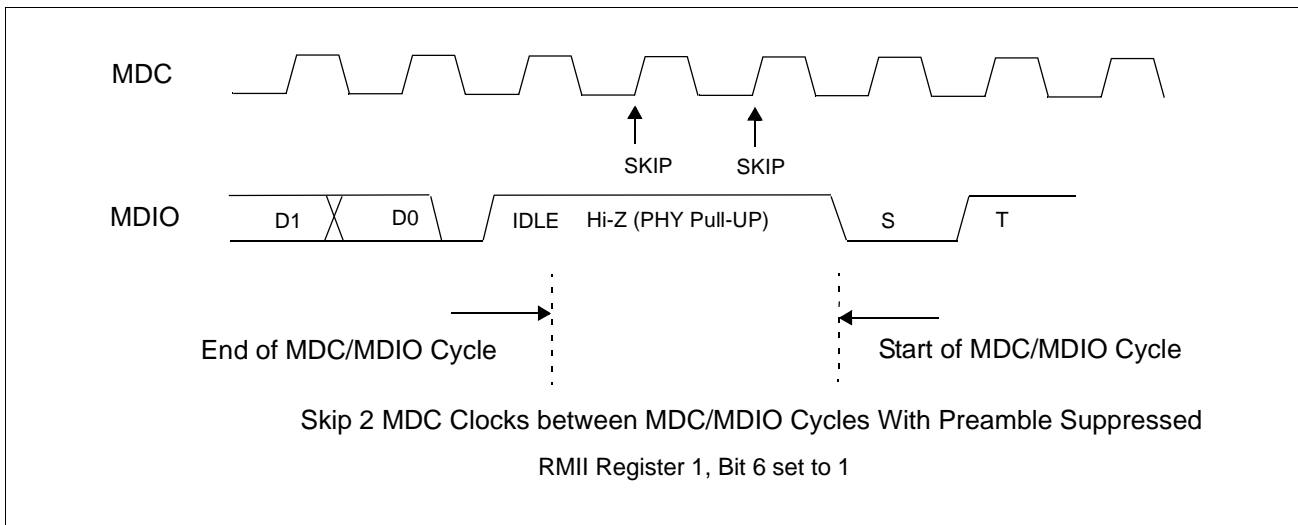 MDC
SKIP SKIP
MDIO D1 D0 IDLE Hi-Z (PHY Pull-UP) S T
End of MDC/MDIO Cycle Start of MDC/MDIO Cycle
Skip 2 MDC Clocks between MDC/MDIO Cycles With Preamble Suppressed
RMII Register 1, Bit 6 set to 1